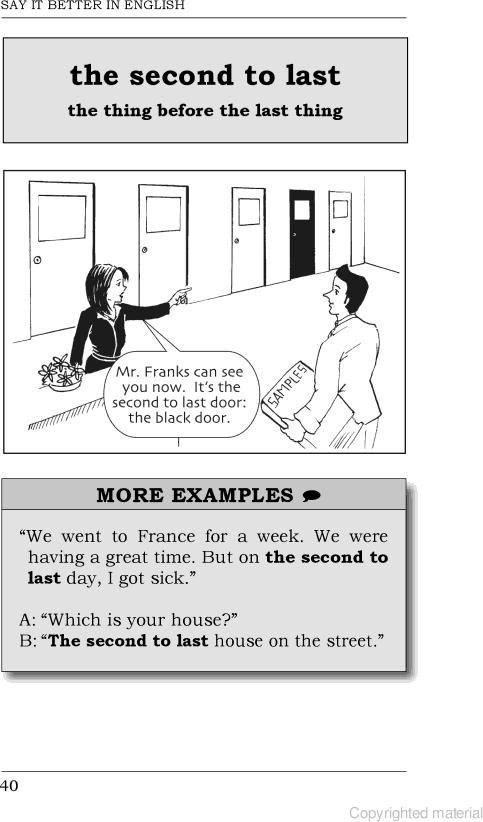 SAY IT BETTER IN ENGLISH
the second to last
the thing before the last thing
Mr. Franks can see
you now. It's the
second to last door:
the black door.
SAMPLES
MORE EXAMPLES
“We went to France for a week. We were
having a great time. But on the second to
last day, I got sick.”
A: “Which is your house?”
B: “The second to last house on the street.”
40
Copyrighted material